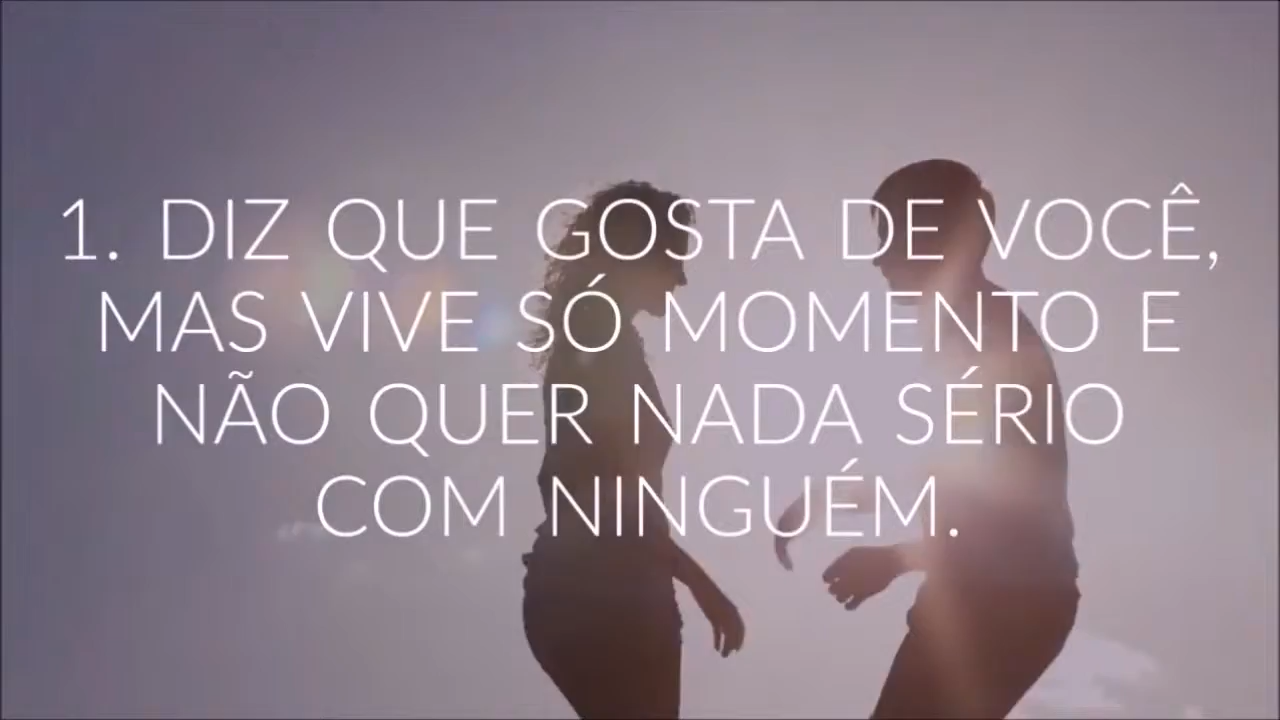 1. DIZ QUE GOSTA DE VOCÊ,
MAS VIVE SÓ MOMENTO E
NÃO QUER NADA SÉRIO
COM NINGUÉM.